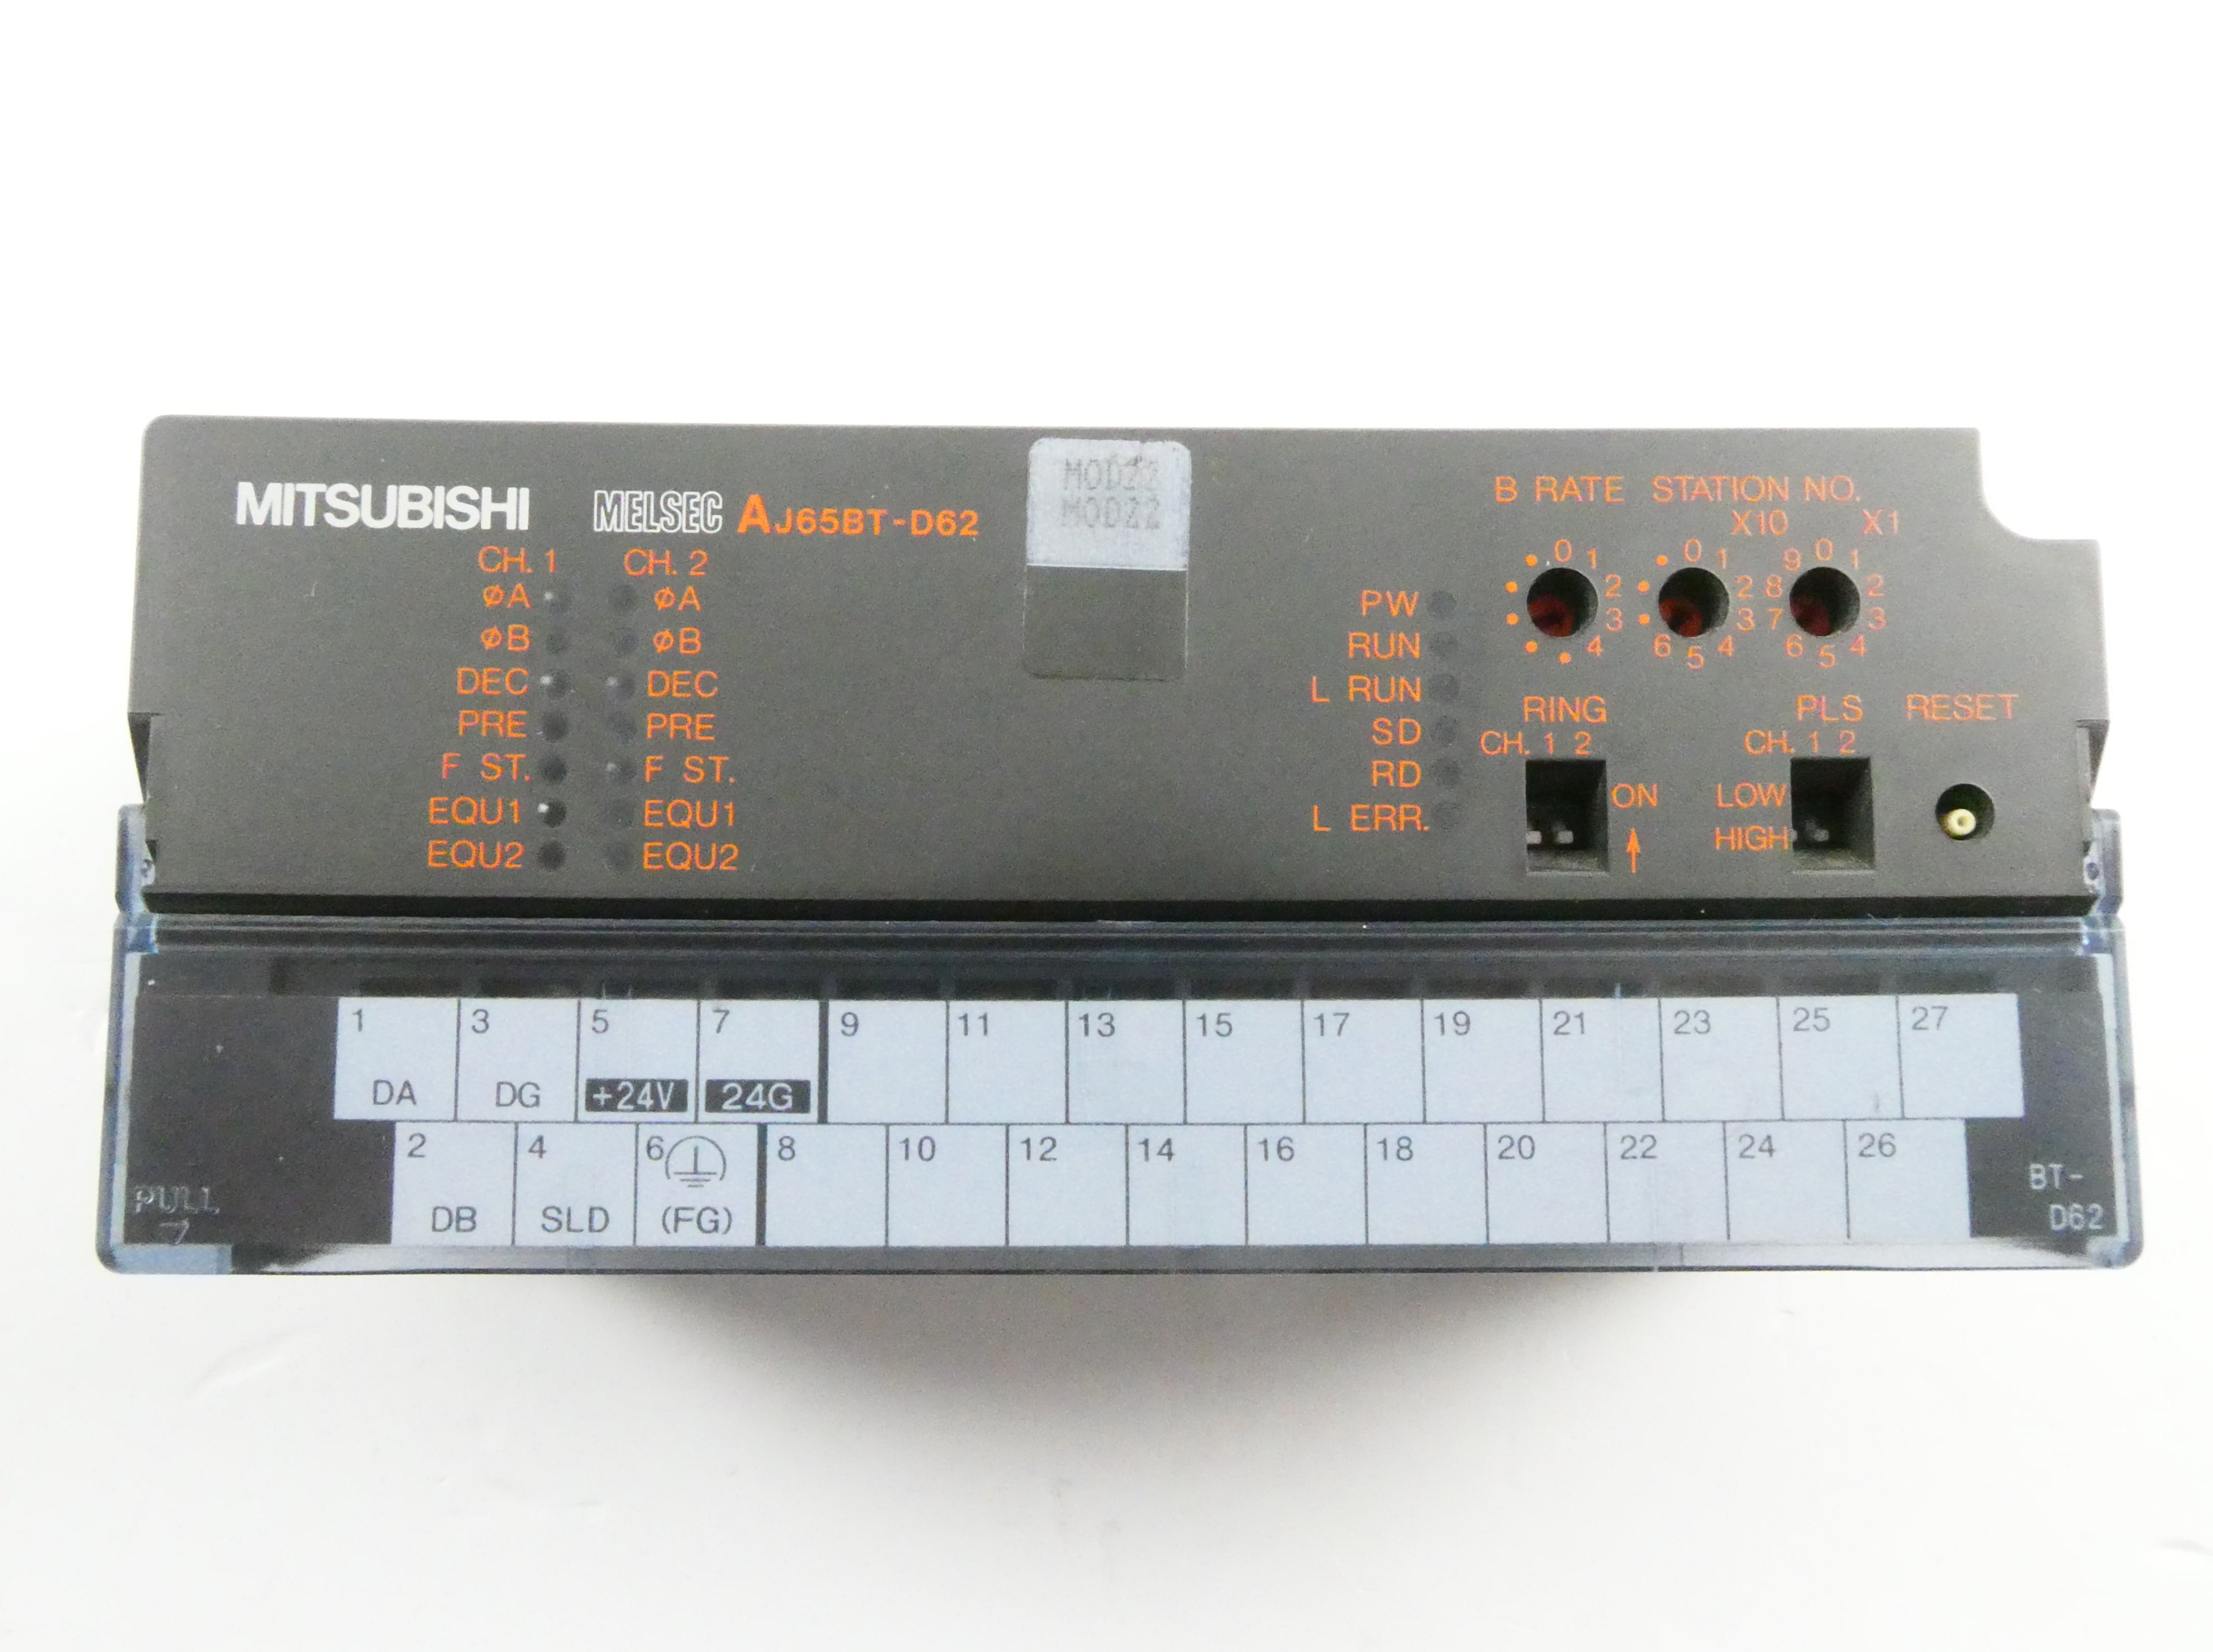 MITSUBISHI MELSEC AJ65BT-D62
MOD22
MOD22
CH. 1 CH. 2
øA øA
øB øB
DEC DEC
PRE PRE
F ST. F ST.
EQU1 EQU1
EQU2 EQU2
PW
RUN
L RUN
SD
RD
L ERR.
B RATE STATION NO.
X10 X1
0 1 2 3 4
0 1 2 3 4 5 6
0 1 2 3 4 5 6 7 8 9
RING
CH. 1 2
ON
PLS
CH. 1 2
LOW
HIGH
RESET
1 3 5 7 9 11 13 15 17 19 21 23 25 27
DA DG +24V 24G
2 4 6 8 10 12 14 16 18 20 22 24 26
DB SLD (FG)
PULL
BT-
D62